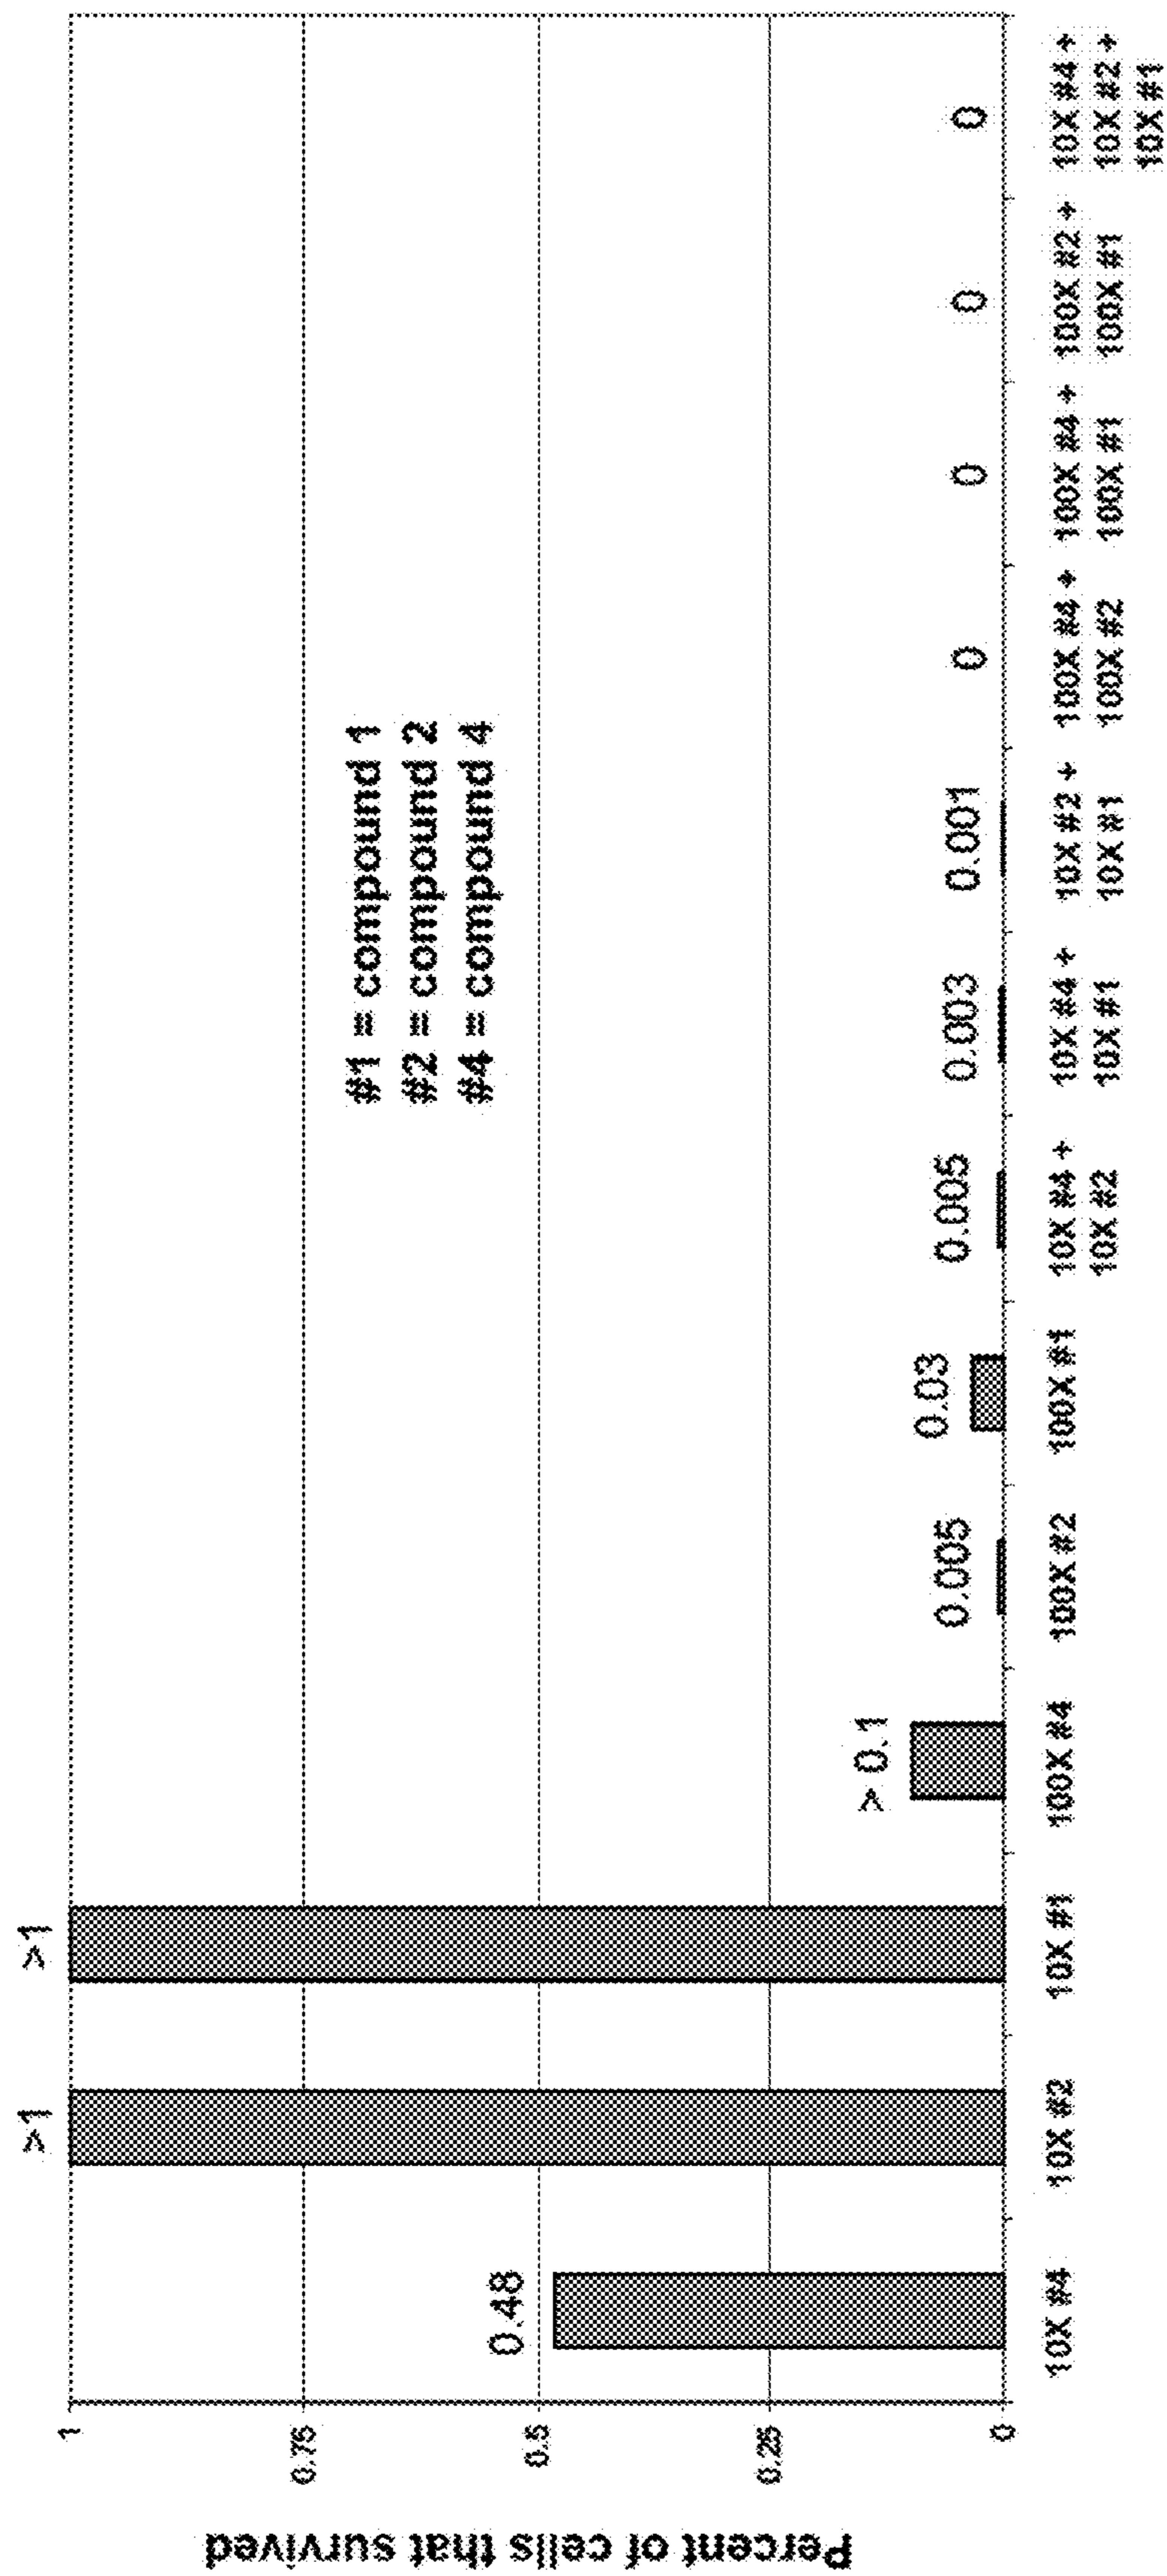 Percent of cells that survived
1
0.75
0.5
0.25
0
0.48
>1
>1
> 0.1
0.005
0.03
0.005
0.003
0.001
0
0
0
0
#1 = compound 1
#2 = compound 2
#4 = compound 4
10X #4
10X #2
10X #1
100X #4
100X #2
100X #1
10X #4 +
10X #2
10X #4 +
10X #1
10X #2 +
10X #1
100X #4 +
100X #2
100X #4 +
100X #1
100X #2 +
100X #1
10X #4 +
10X #2 +
10X #1